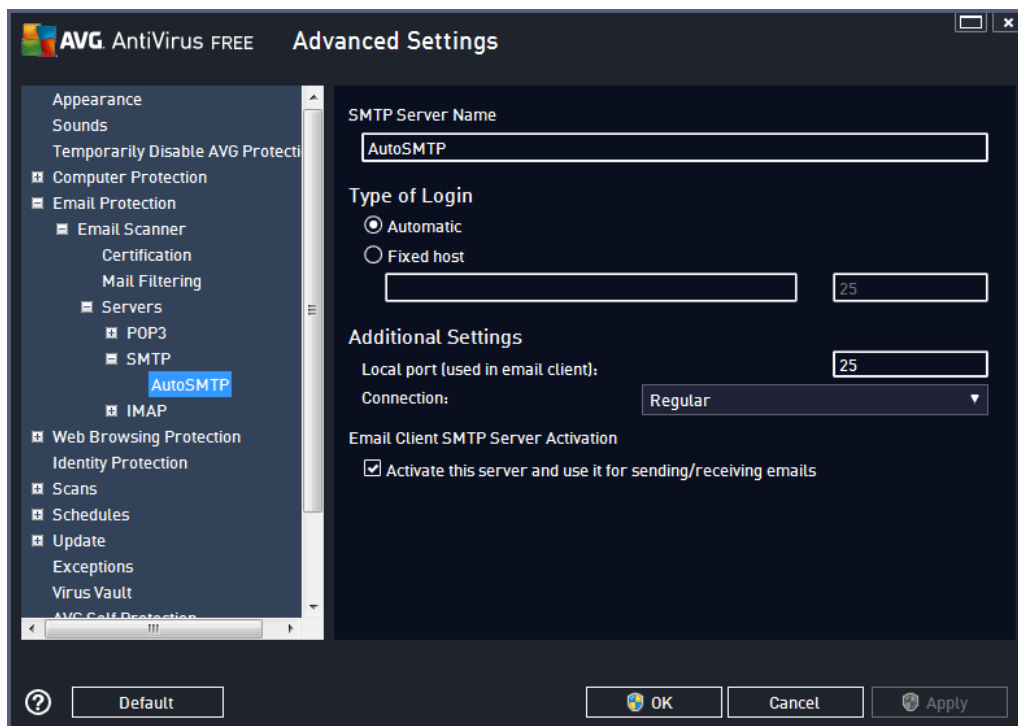 AVG. AntiVirus FREE Advanced Settings
Appearance
Sounds
Temporarily Disable AVG Protecti
Computer Protection
Email Protection
Email Scanner
Certification
Mail Filtering
Servers
POP3
SMTP
AutoSMTP
IMAP
Web Browsing Protection
Identity Protection
Scans
Schedules
Update
Exceptions
Virus Vault
AVG Self Protection
SMTP Server Name
AutoSMTP
Type of Login
Automatic
Fixed host
25
Additional Settings
Local port (used in email client): 25
Connection: Regular
Email Client SMTP Server Activation
Activate this server and use it for sending/receiving emails
? Default OK Cancel Apply